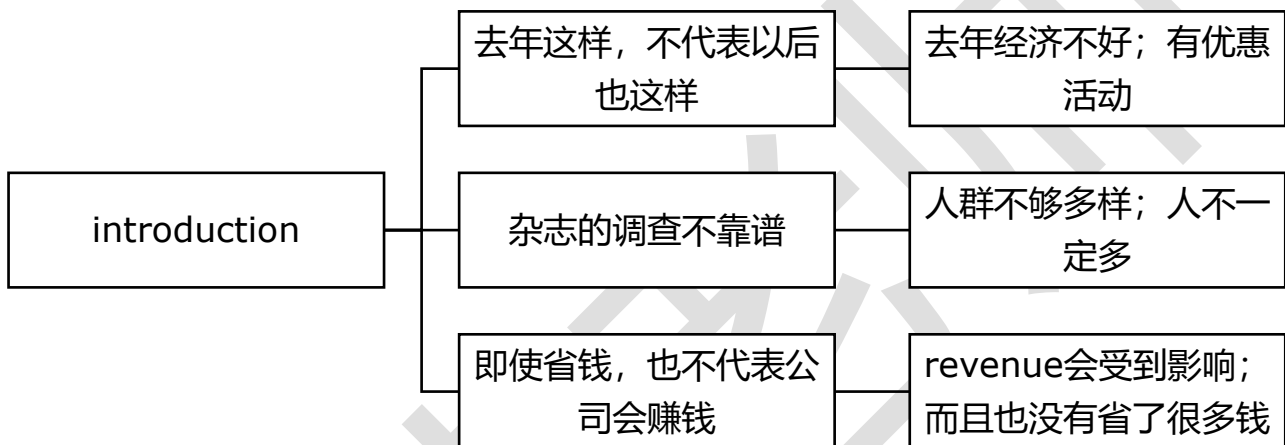 introduction
去年这样，不代表以后
也这样
去年经济不好；有优惠
活动
杂志的调查不靠谱
人群不够多样；人不一
定多
即使省钱，也不代表公
司会赚钱
revenue会受到影响；
而且也没有省了很多钱